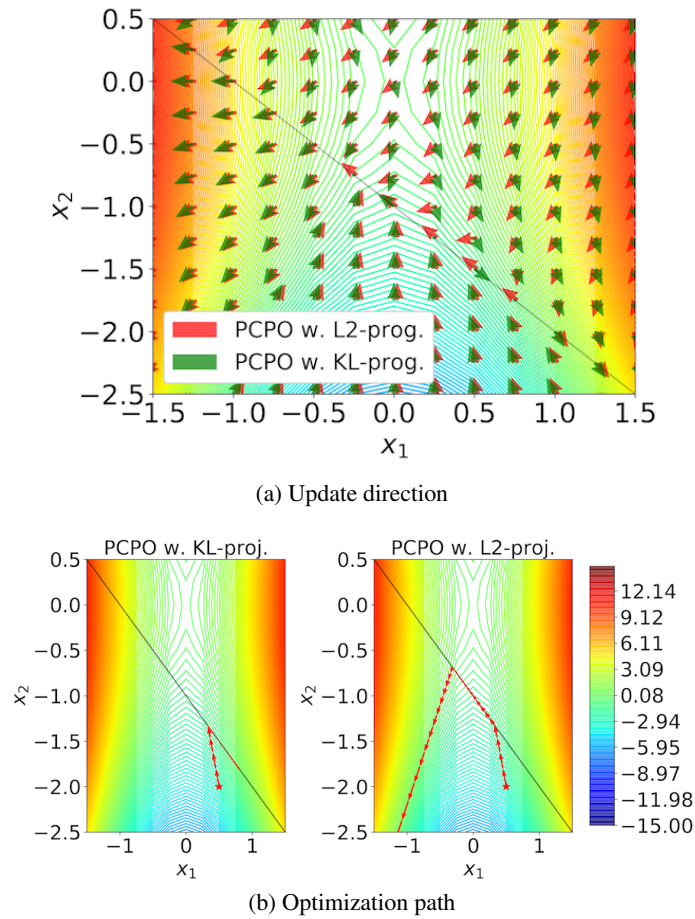 0.5
0.0
−0.5
−1.0
−1.5
−2.0
−2.5
x2
PCPO w. L2-prog.
PCPO w. KL-prog.
−1.5 −1.0 −0.5 0.0 0.5 1.0 1.5
x1
(a) Update direction
PCPO w. KL-proj.
0.5
0.0
−0.5
−1.0
−1.5
−2.0
−2.5
x2
−1 0 1
x1
PCPO w. L2-proj.
0.5
0.0
−0.5
−1.0
−1.5
−2.0
−2.5
x2
−1 0 1
x1
12.14
9.12
6.11
3.09
0.08
−2.94
−5.95
−8.97
−11.98
−15.00
(b) Optimization path